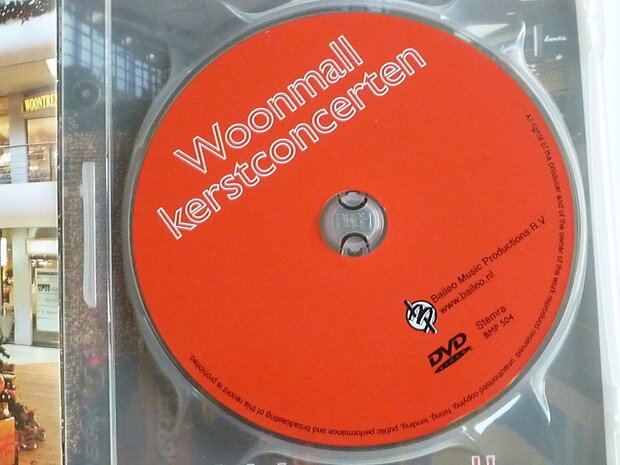 Woonmall
kerstconcerten
WOONTRE
PUSH
Baileo Music Productions B.V.
www.baileo.nl
DVD
VIDEO
Stemra
BMP 504
All rights of the producer and of the owner of the work reproduced reserved. unauthorised copying, hiring, lending, public performance and broadcasting of this record is prohibited.